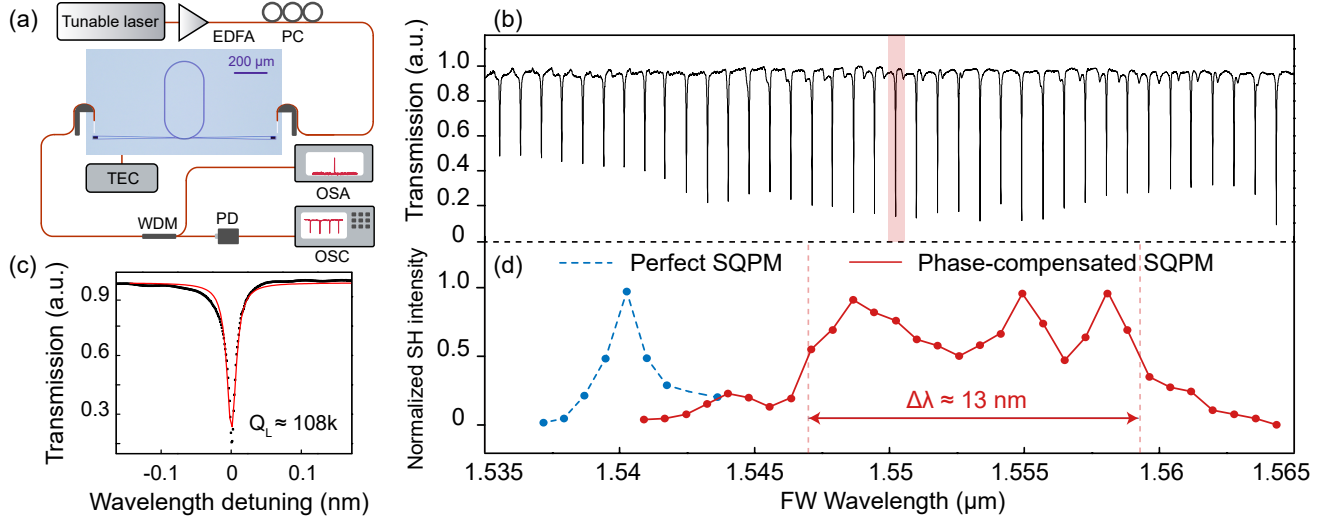 (a)
Tunable laser
EDFA
PC
200 μm
TEC
OSA
WDM
PD
OSC
(b)
Transmission (a.u.)
1.0
0.8
0.6
0.4
0.2
0
(c)
Transmission (a.u.)
0.9
0.6
0.3
Q_L ≈ 108k
-0.1 0 0.1
Wavelength detuning (nm)
(d)
Perfect SQPM
Phase-compensated SQPM
Normalized SH intensity
1.0
0.5
0
Δλ ≈ 13 nm
1.535 1.54 1.545 1.55 1.555 1.56 1.565
FW Wavelength (μm)